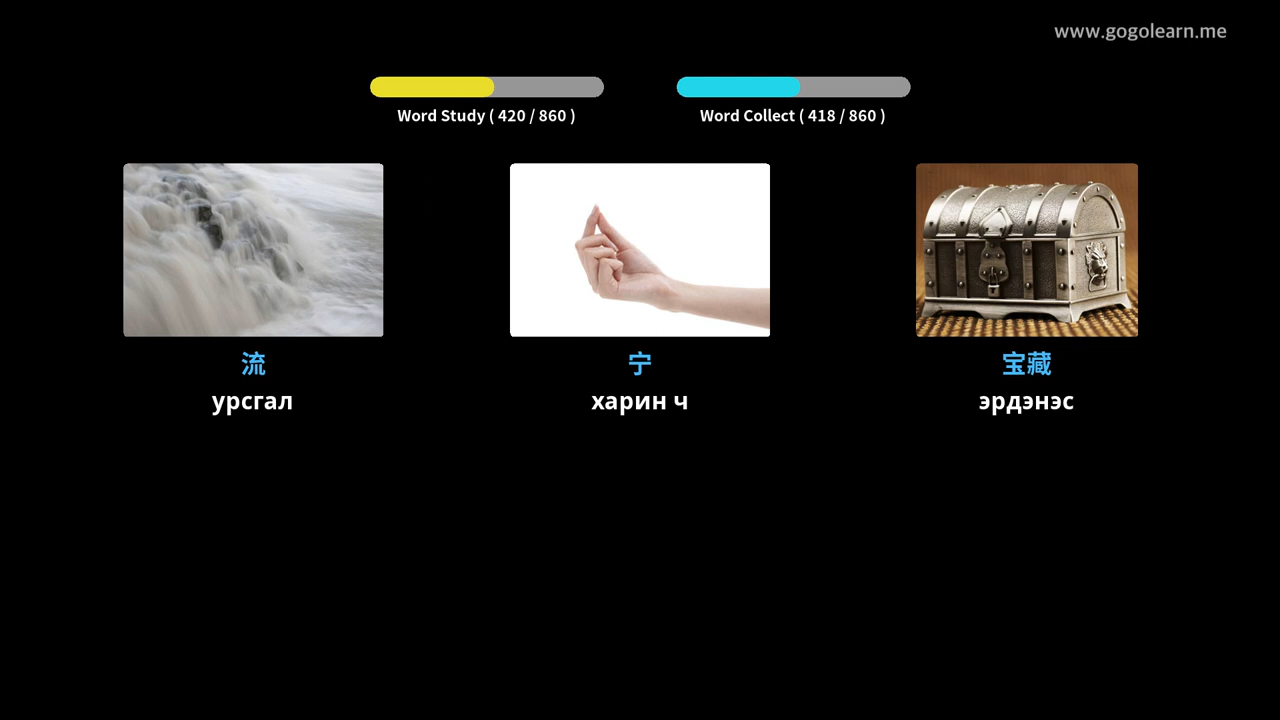 www.gogolearn.me
Word Study ( 420 / 860 )
Word Collect ( 418 / 860 )
流
урсгал
宁
харин ч
宝藏
эрдэнэс